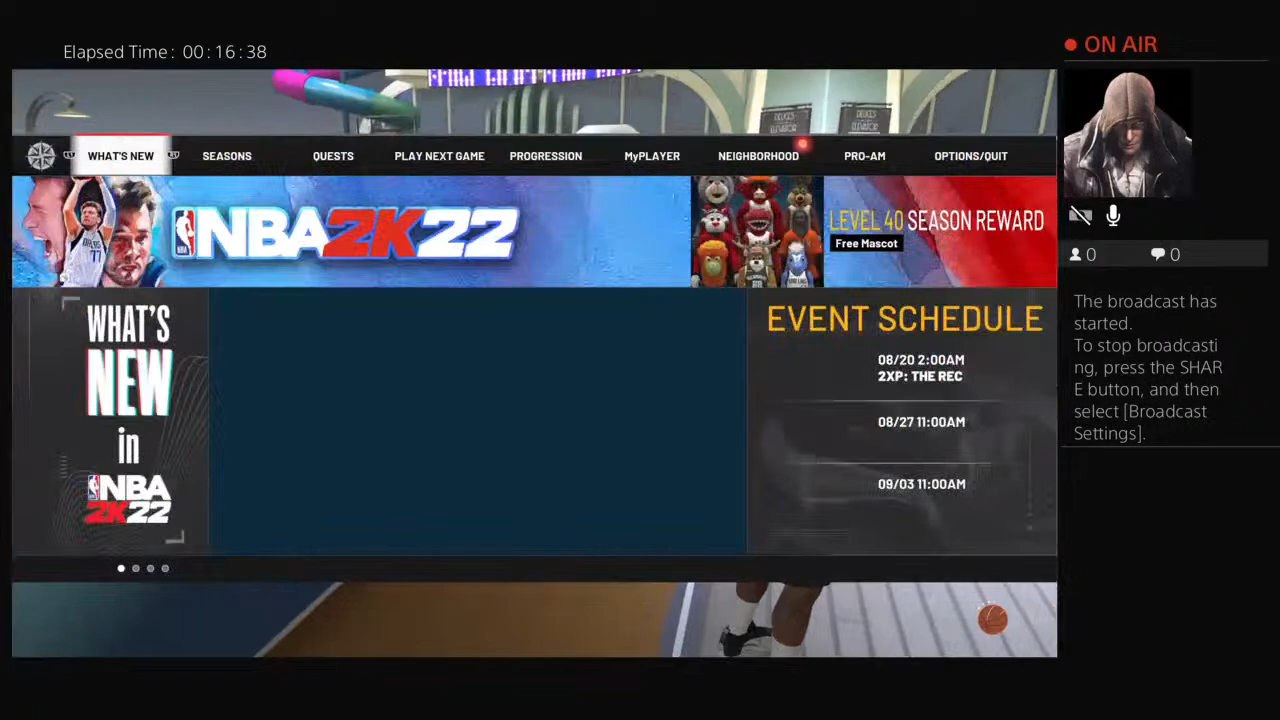 Elapsed Time: 00:16:38
ON AIR
WHAT'S NEW
SEASONS
QUESTS
PLAY NEXT GAME
PROGRESSION
MyPLAYER
NEIGHBORHOOD
PRO-AM
OPTIONS/QUIT
DALLAS
77
NBA2K22
LEVEL 40 SEASON REWARD
Free Mascot
0
0
The broadcast has
started.
To stop broadcasti
ng, press the SHAR
E button, and then
select [Broadcast
Settings].
WHAT'S
NEW
in
NBA
2K22
EVENT SCHEDULE
08/20 2:00AM
2XP: THE REC
08/27 11:00AM
09/03 11:00AM